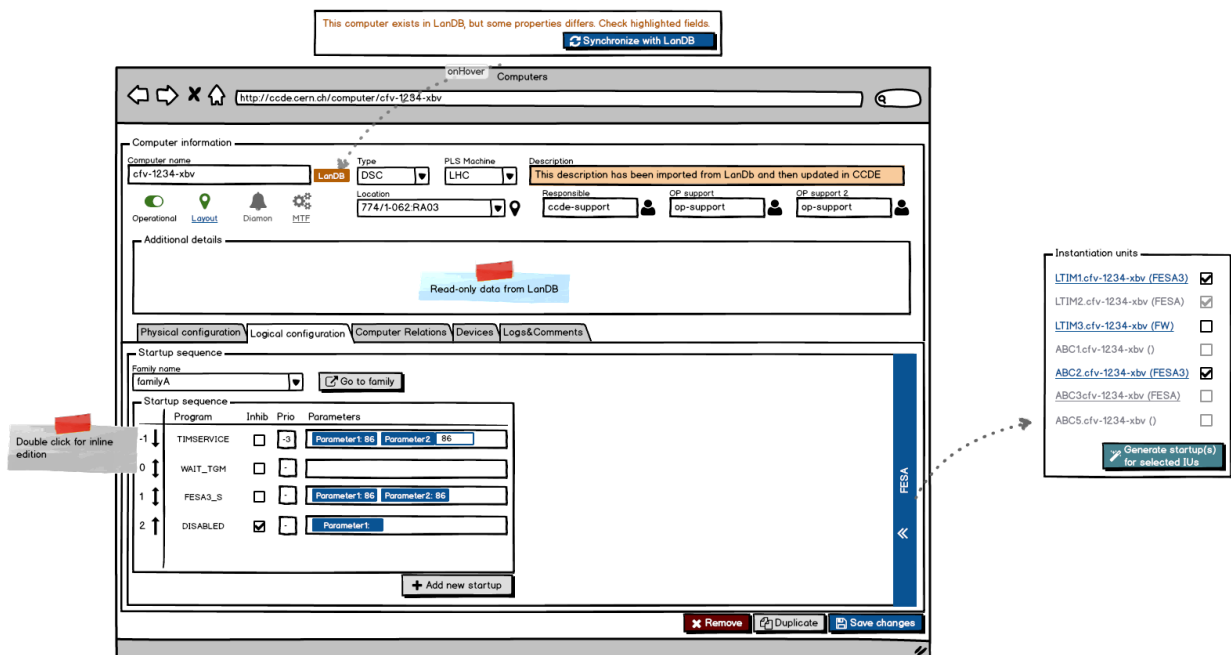 This computer exists in LanDB, but some properties differs. Check highlighted fields.
Synchronize with LanDB
onHover
Computers
http://ccde.cern.ch/computer/cfv-1234-xbv
Computer information
Computer name
Type
PLS Machine
Description
cfv-1234-xbv
LanDB
DSC
LHC
This description has been imported from LanDb and then updated in CCDE
Location
Responsible
OP support
OP support 2
774/1-062:RA03
ccde-support
op-support
op-support
Operational
Layout
Diamon
MTF
Additional details
Read-only data from LanDB
Physical configuration
Logical configuration
Computer Relations
Devices
Logs&Comments
Startup sequence
Family name
familyA
Go to family
Startup sequence
Program Inhib Prio Parameters
-1 TIMSERVICE -3 Parameter1: 86 Parameter2 86
0 WAIT_TGM -
1 FESA3_S - Parameter1: 86 Parameter2: 86
2 DISABLED - Parameter1:
Add new startup
FESA
Remove
Duplicate
Save changes
Double click for inline
edition
Instantiation units
LTIM1.cfv-1234-xbv (FESA3)
LTIM2.cfv-1234-xbv (FESA)
LTIM3.cfv-1234-xbv (FW)
ABC1.cfv-1234-xbv ()
ABC2.cfv-1234-xbv (FESA3)
ABC3cfv-1234-xbv (FESA)
ABC5.cfv-1234-xbv ()
Generate startup(s)
for selected IUs